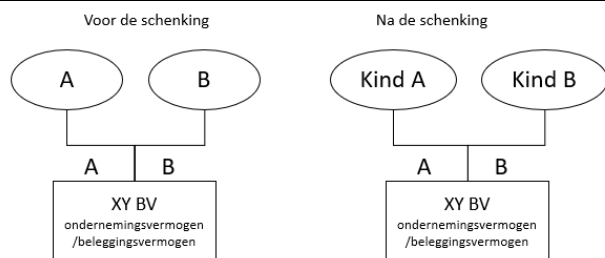 Voor de schenking
Na de schenking
A
B
Kind A
Kind B
A
B
A
B
XY BV
ondernemingsvermogen
/beleggingsvermogen
XY BV
ondernemingsvermogen
/beleggingsvermogen